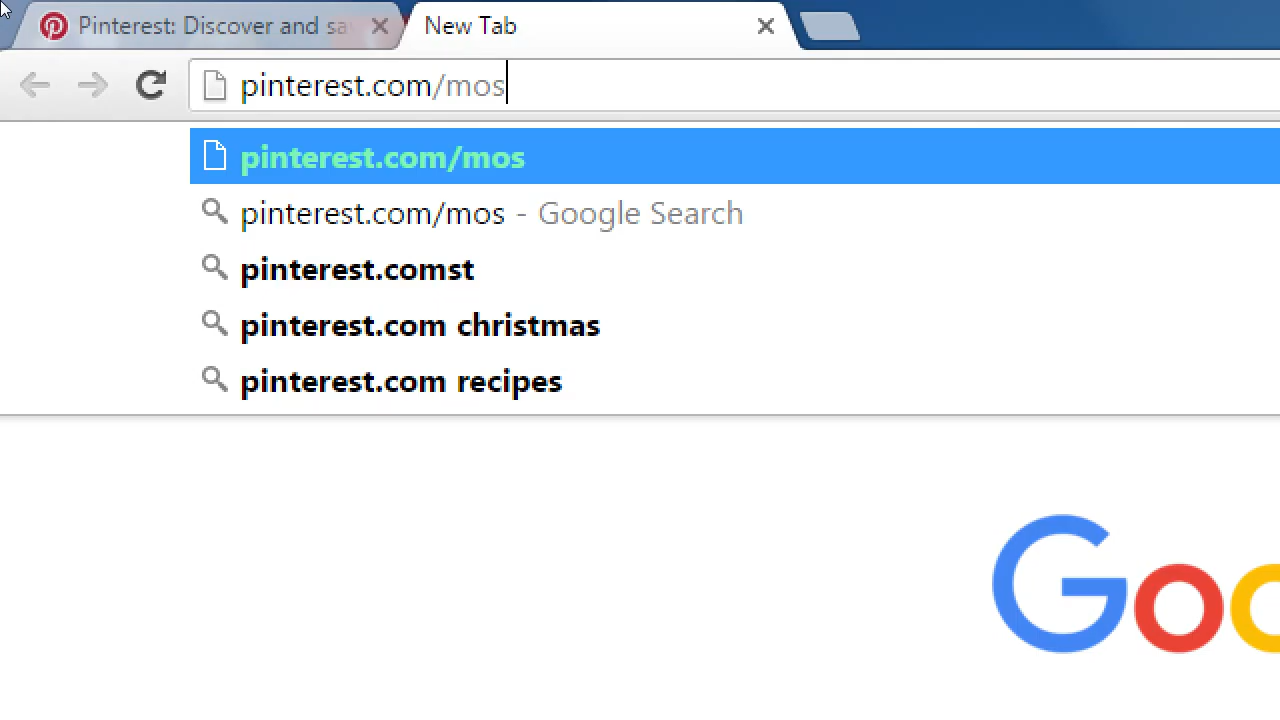 Pinterest: Discover and sa
New Tab
pinterest.com/mos
pinterest.com/mos
pinterest.com/mos - Google Search
pinterest.comst
pinterest.com christmas
pinterest.com recipes
Goo